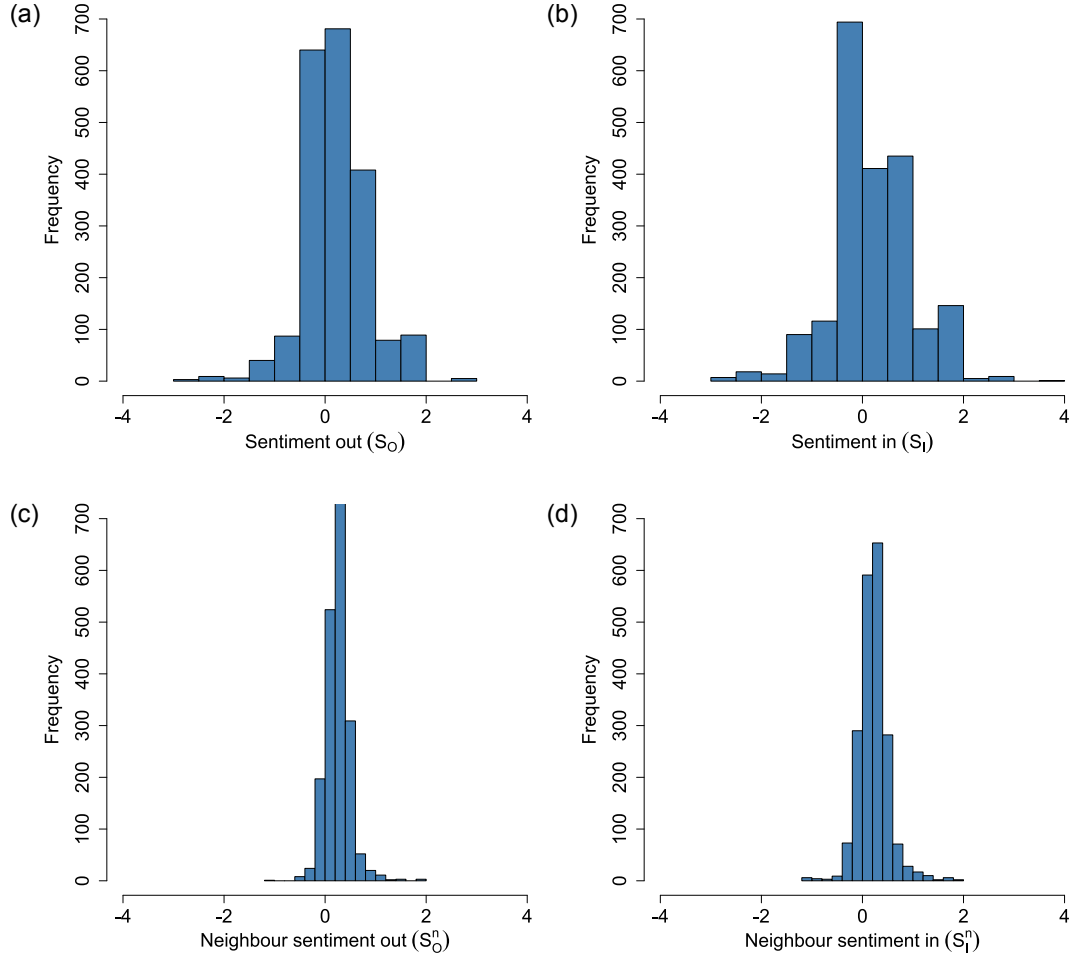 (a)
Frequency
0 100 200 300 400 500 600 700
-4 -2 0 2 4
Sentiment out (S_O)
(b)
Frequency
0 100 200 300 400 500 600 700
-4 -2 0 2 4
Sentiment in (S_I)
(c)
Frequency
0 100 200 300 400 500 600 700
-4 -2 0 2 4
Neighbour sentiment out (S_O^n)
(d)
Frequency
0 100 200 300 400 500 600 700
-4 -2 0 2 4
Neighbour sentiment in (S_I^n)